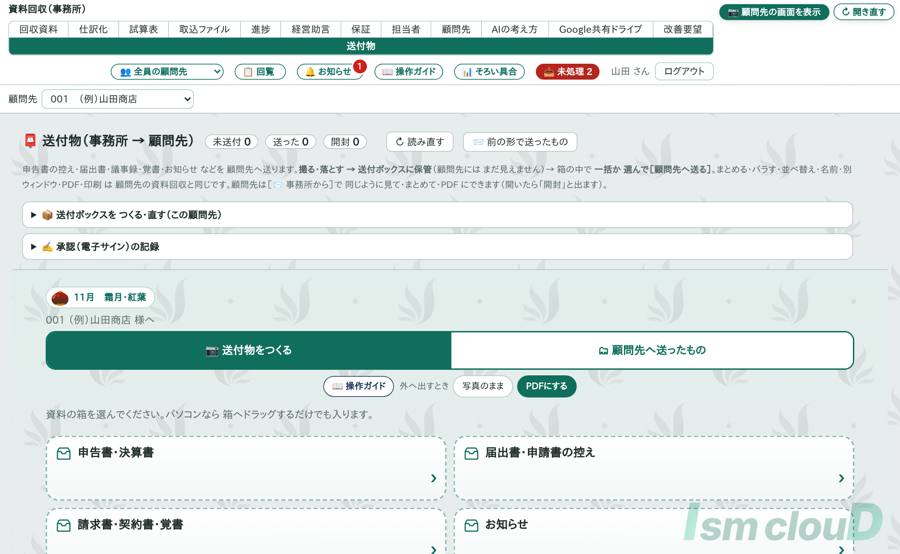 資料回収(事務所)
📷 顧問先の画面を表示
↻ 開き直す
回収資料 仕訳化 試算表 取込ファイル 進捗 経営助言 保証 担当者 顧問先 AIの考え方 Google共有ドライブ 改善要望
送付物
👥 全員の顧問先 📋 回覧 🔔 お知らせ 1 📖 操作ガイド 📊 そろい具合 📥 未処理 2 山田 さん ログアウト
顧問先 001 (例)山田商店
📮 送付物(事務所 → 顧問先) 未送付 0 送った 0 開封 0 ↻ 読み直す 📨 前の形で送ったもの
申告書の控え・届出書・議事録・覚書・お知らせ などを 顧問先へ送ります。撮る・落とす → 送付ボックスに保管(顧問先には まだ見えません)→ 箱の中で 一括か 選んで[顧問先へ送る]。まとめる・バラす・並べ替え・名前・別
ウィンドウ・PDF・印刷 は 顧問先の資料回収と同じです。顧問先は[📨 事務所から]で 同じように見て・まとめて・PDF にできます(開いたら「開封」と出ます)。
▶ 📦 送付ボックスを つくる・直す(この顧問先)
▶ ✍ 承認(電子サイン)の記録
11月 霜月・紅葉
001 (例)山田商店 様へ
📷 送付物をつくる
🗂 顧問先へ送ったもの
📖 操作ガイド 外へ出すとき 写真のまま PDFにする
資料の箱を選んでください。パソコンなら 箱へドラッグするだけでも入ります。
申告書・決算書 ›
届出書・申請書の控え ›
請求書・契約書・覚書 ›
お知らせ ›
Ism clouD